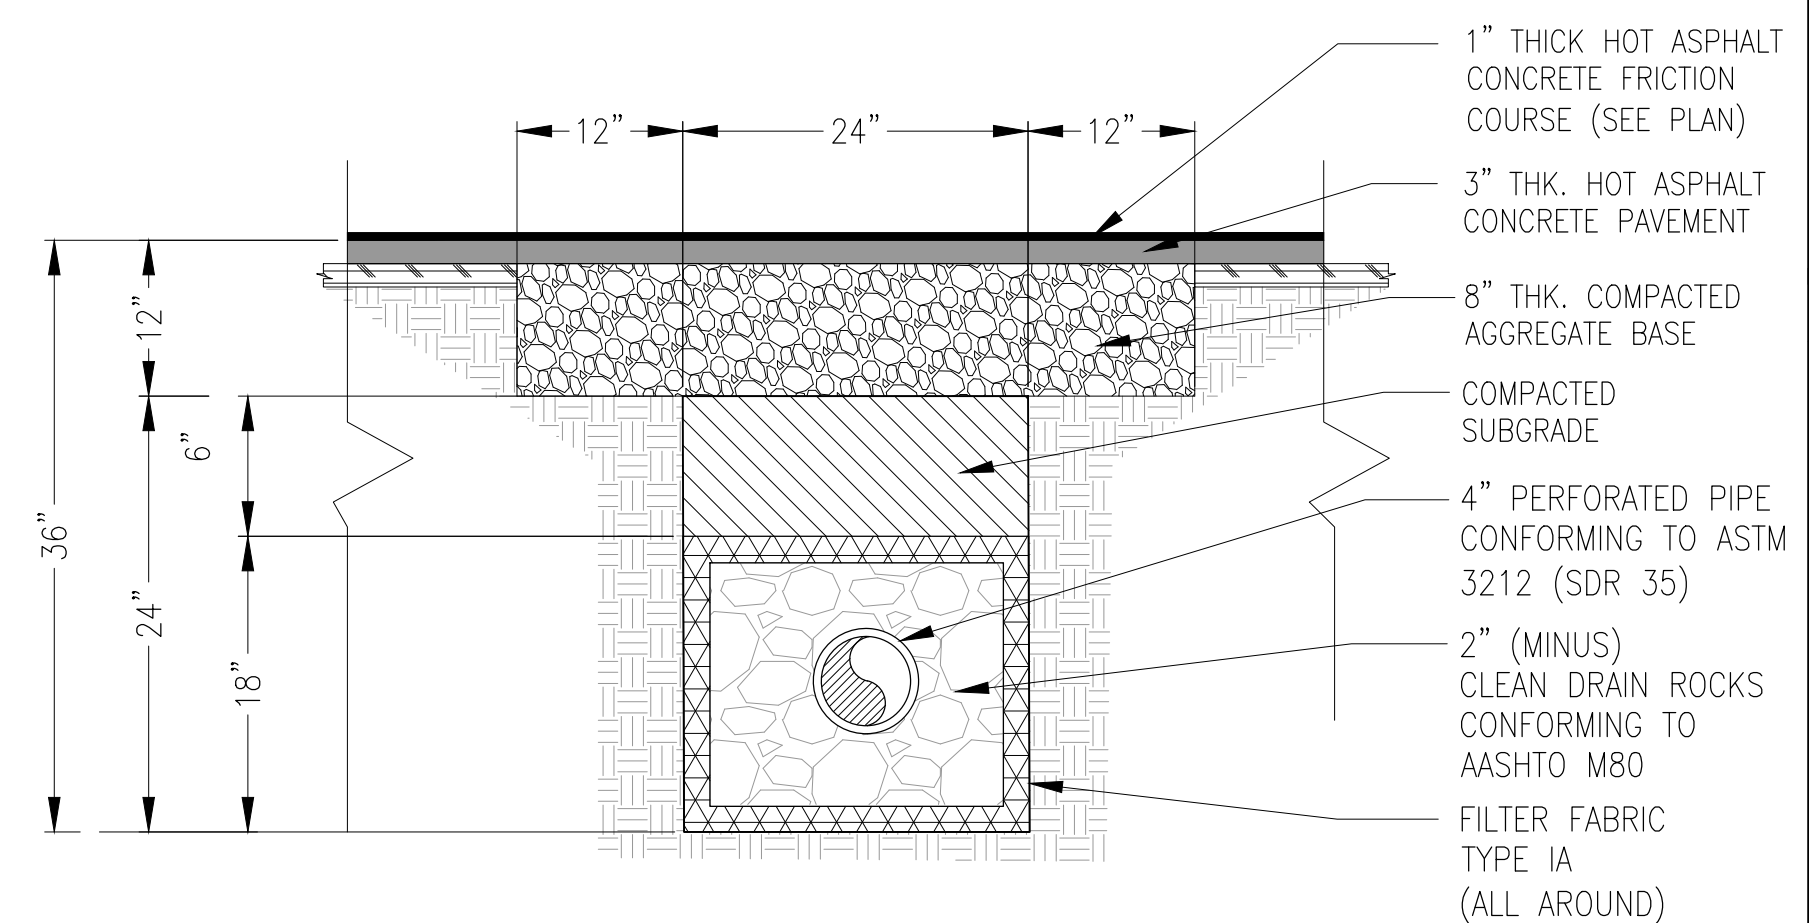 1” THICK HOT ASPHALT
CONCRETE FRICTION
COURSE (SEE PLAN)
12”
24”
12”
3” THK. HOT ASPHALT
CONCRETE PAVEMENT
12”
8” THK. COMPACTED
AGGREGATE BASE
COMPACTED
SUBGRADE
6”
36”
4” PERFORATED PIPE
CONFORMING TO ASTM
3212 (SDR 35)
24”
18”
2” (MINUS)
CLEAN DRAIN ROCKS
CONFORMING TO
AASHTO M80
FILTER FABRIC
TYPE IA
(ALL AROUND)